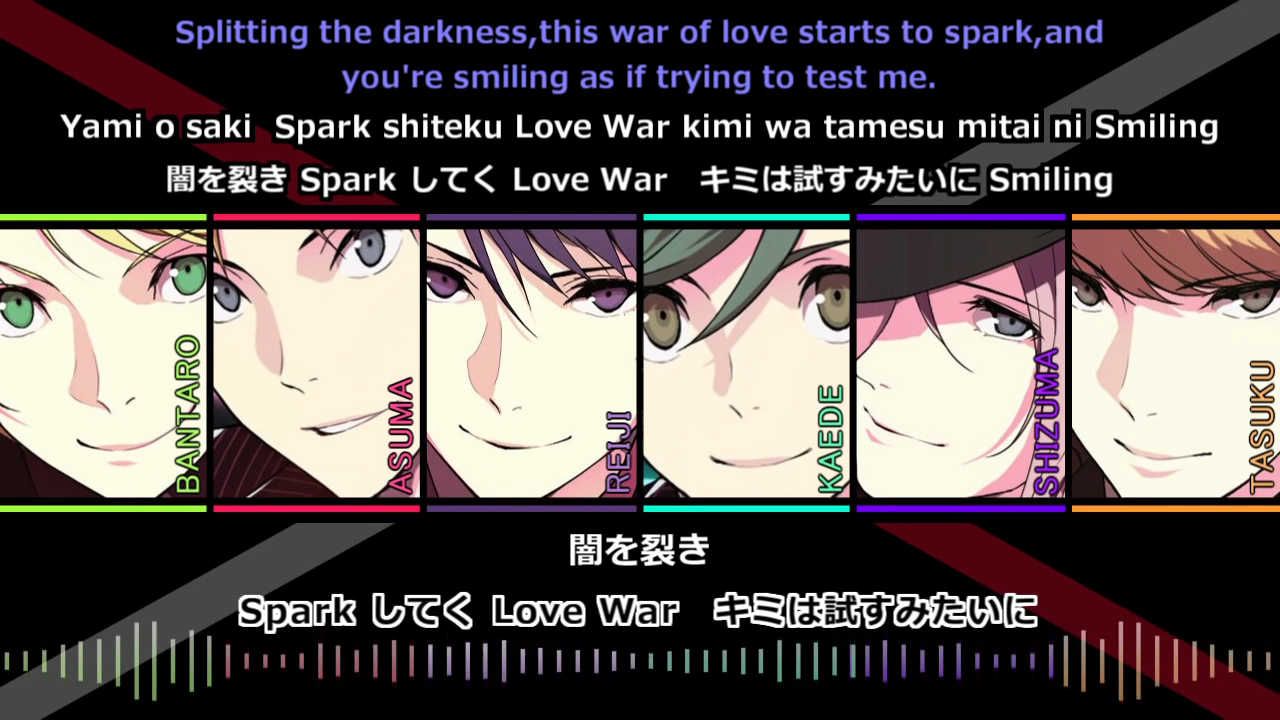 Splitting the darkness,this war of love starts to spark,and
you're smiling as if trying to test me.
Yami o saki  Spark shiteku Love War kimi wa tamesu mitai ni Smiling
闇を裂き Spark してく Love War　キミは試すみたいに Smiling
BANTARO
ASUMA
REIJI
KAEDE
SHIZUMA
TASUKU
闇を裂き
Spark してく Love War　キミは試すみたいに